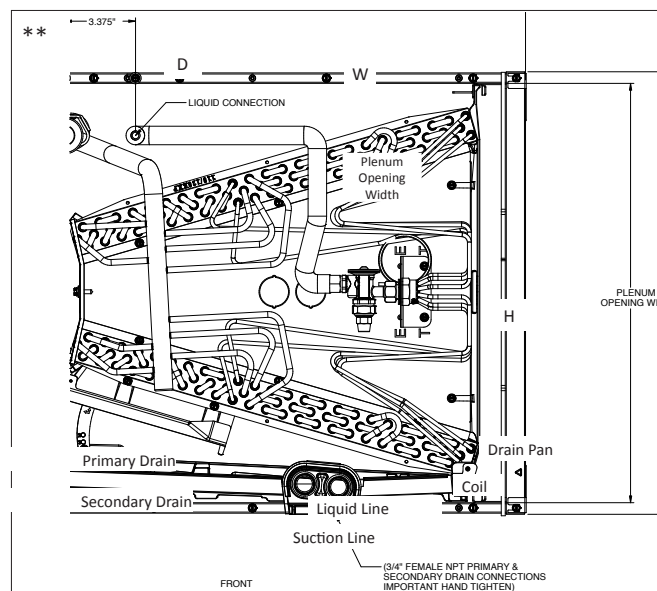 3.375"
**
D
W
LIQUID CONNECTION
Plenum
Opening
Width
PLENUM
OPENING WI
H
Primary Drain
Drain Pan
Coil
Secondary Drain
Liquid Line
Suction Line
(3/4" FEMALE NPT PRIMARY &
SECONDARY DRAIN CONNECTIONS
IMPORTANT HAND TIGHTEN)
FRONT